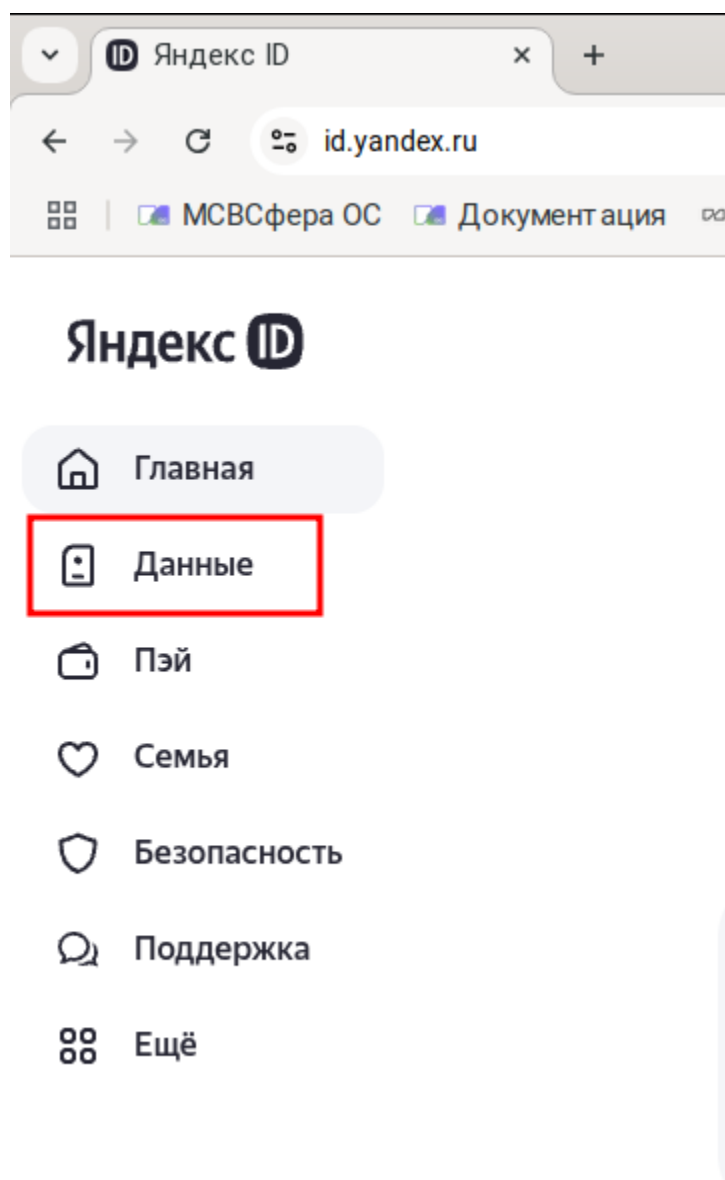 Яндекс ID
id.yandex.ru
МСВСфера ОС Документация
Яндекс ID
Главная
Данные
Пэй
Семья
Безопасность
Поддержка
Ещё